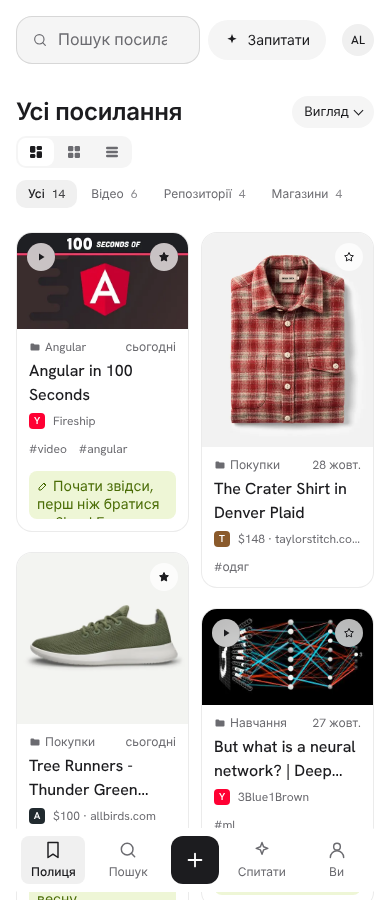 Пошук посила
Запитати
AL
Усі посилання
Вигляд
Усі 14
Відео 6
Репозиторії 4
Магазини 4
100 SECONDS OF
A
Angular
сьогодні
Angular in 100
Seconds
Y Fireship
#video #angular
Почати звідси,
перш ніж братися
Покупки
28 жовт.
The Crater Shirt in
Denver Plaid
T $148 · taylorstitch.co...
#одяг
Покупки
сьогодні
Tree Runners -
Thunder Green...
A $100 · allbirds.com
весну
Навчання
27 жовт.
But what is a neural
network? | Deep...
Y 3Blue1Brown
#ml
Полиця
Пошук
Спитати
Ви